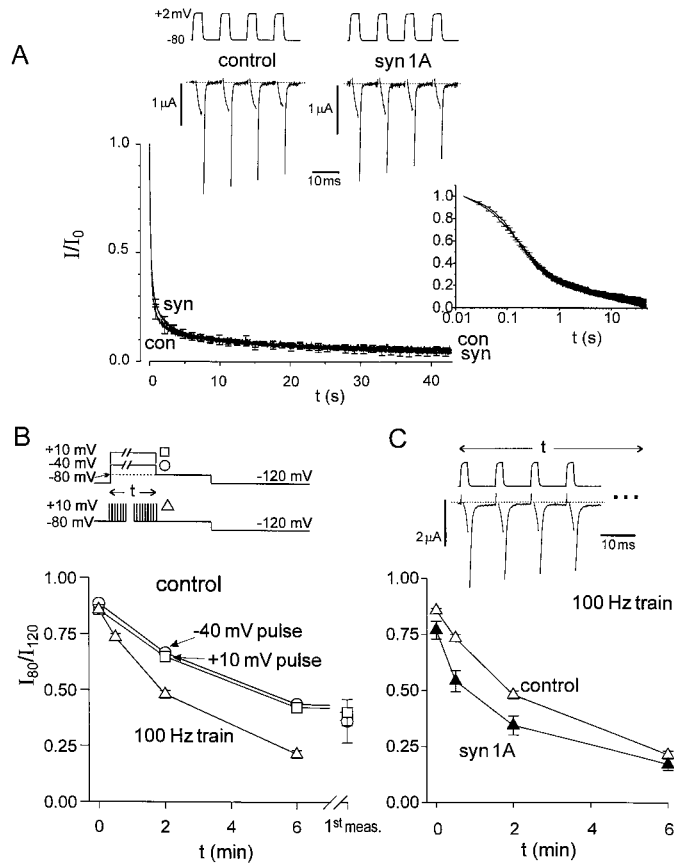 +2mV
-80
control
syn 1A
A
1 μA
1 μA
10ms
I/I0
1.0
0.5
0.0
syn
con
con
syn
0
10
20
30
40
t (s)
1.0
0.8
0.6
0.4
0.2
0.0
0.01
0.1
1
10
t (s)
B
+10 mV
-40 mV
-80 mV
-120 mV
t
+10 mV
-80 mV
-120 mV
control
I80/I120
1.00
0.75
0.50
0.25
0.00
-40 mV pulse
+10 mV pulse
100 Hz train
0
2
4
6
1st meas.
t (min)
C
t
2 μA
...
10 ms
100 Hz train
1.00
0.75
0.50
0.25
0.00
control
syn 1A
0
2
4
6
t (min)